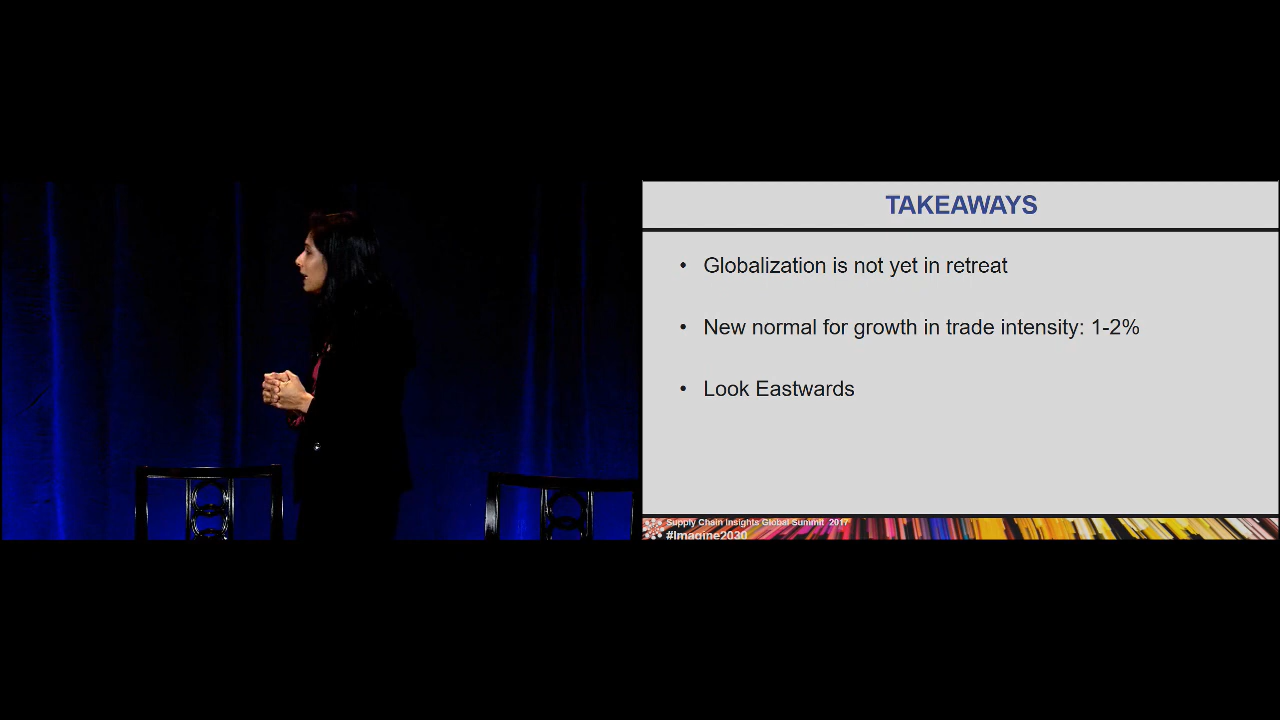 TAKEAWAYS
• Globalization is not yet in retreat
• New normal for growth in trade intensity: 1-2%
• Look Eastwards
Supply Chain Insights Global Summit 2017
#Imagine2030